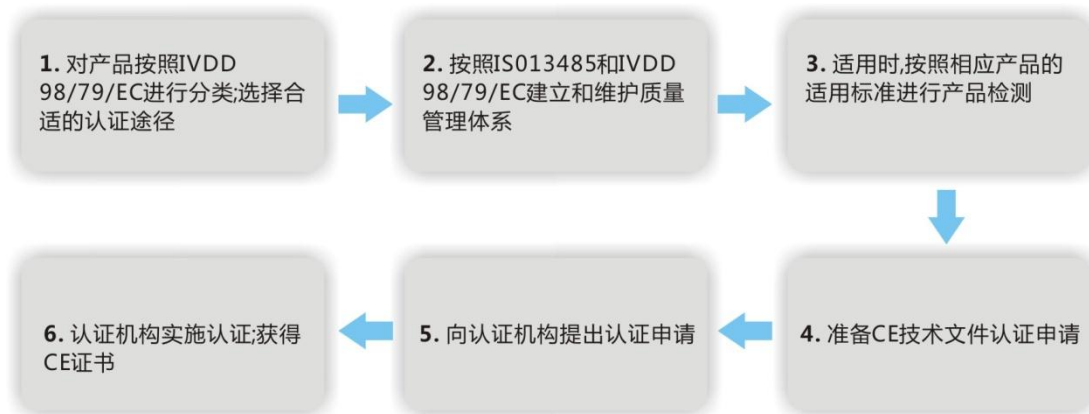 1. 对产品按照IVDD
98/79/EC进行分类;选择合
适的认证途径
2. 按照IS013485和IVDD
98/79/EC建立和维护质量
管理体系
3. 适用时,按照相应产品的
适用标准进行产品检测
4. 准备CE技术文件认证申请
5. 向认证机构提出认证申请
6. 认证机构实施认证;获得
CE证书